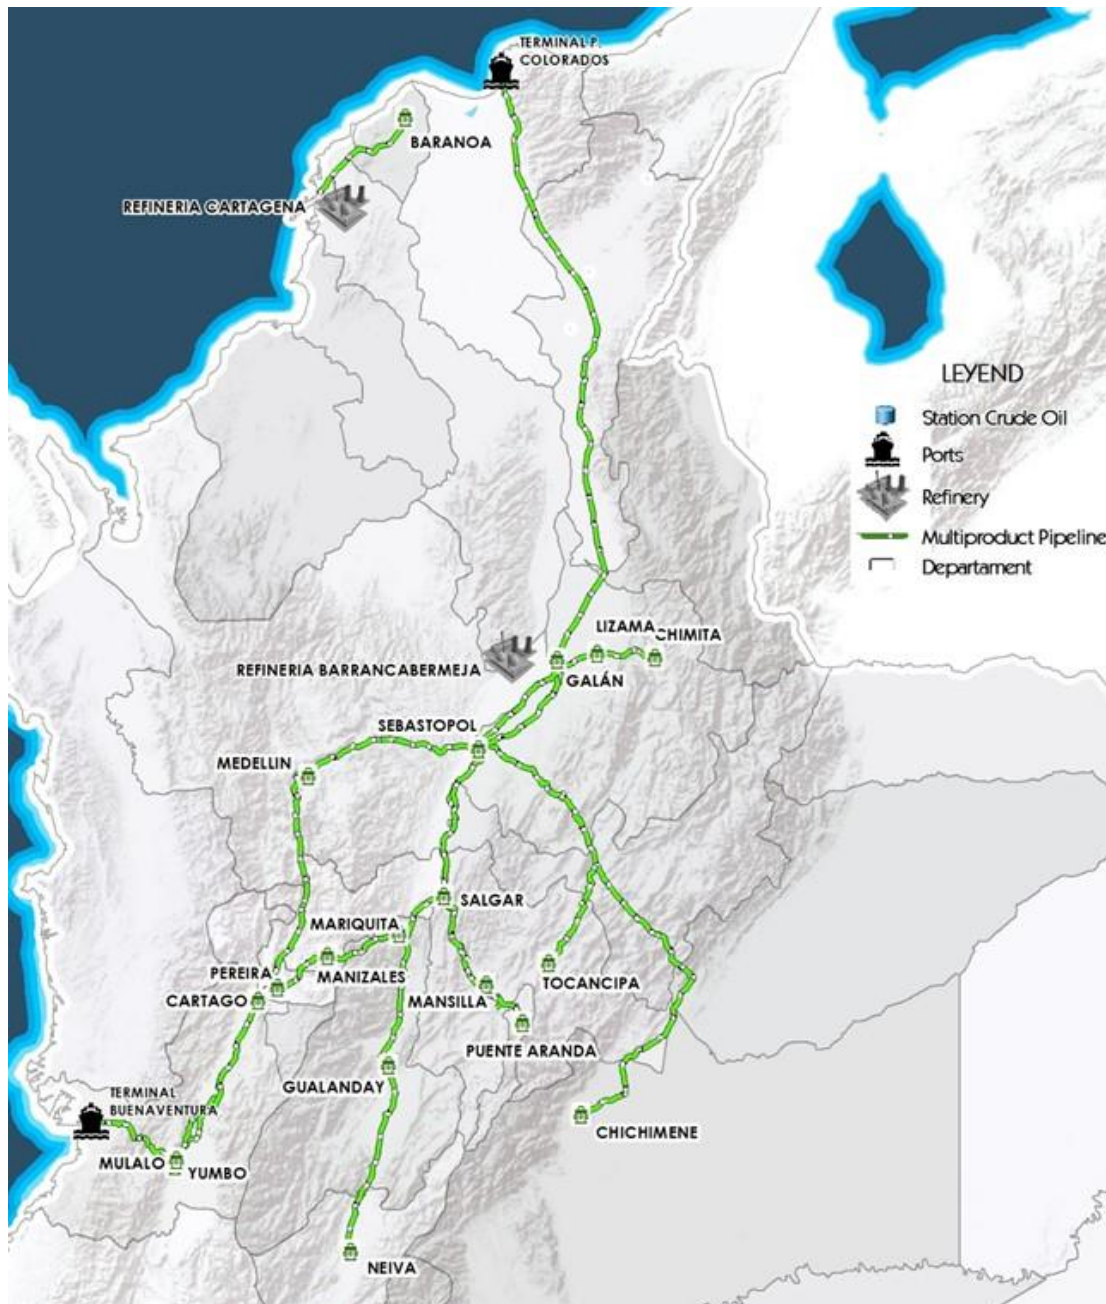 TERMINAL P.
COLORADOS
BARANOA
REFINERIA CARTAGENA
LEYEND
Station Crude Oil
Ports
Refinery
Multiproduct Pipeline
Departament
LIZAMA
CHIMITA
REFINERIA BARRANCABERMEJA
GALÁN
SEBASTOPOL
MEDELLIN
SALGAR
MARIQUITA
PEREIRA
MANIZALES
TOCANCIPA
CARTAGO
MANSILLA
PUENTE ARANDA
GUALANDAY
TERMINAL
BUENAVENTURA
CHICHIMENE
MULALO
YUMBO
NEIVA